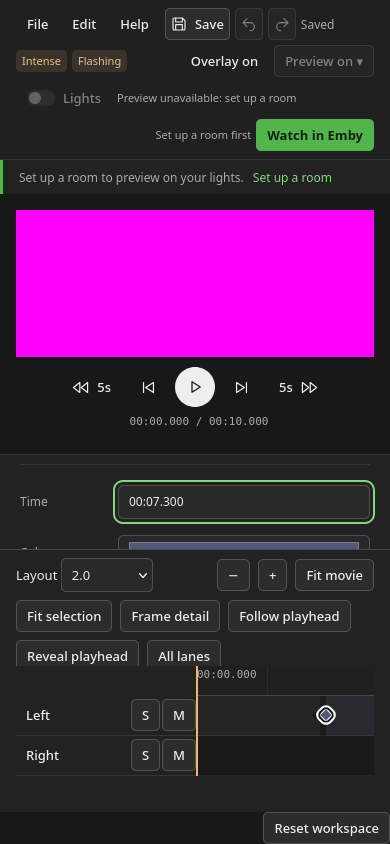 File Edit Help Save Saved
Intense Flashing Overlay on Preview on ▾
Lights Preview unavailable: set up a room
Set up a room first Watch in Emby
Set up a room to preview on your lights. Set up a room
5s 5s
00:00.000 / 00:10.000
Time 00:07.300
Layout 2.0 − + Fit movie
Fit selection Frame detail Follow playhead
Reveal playhead All lanes
00:00.000
Left S M
Right S M
Reset workspace